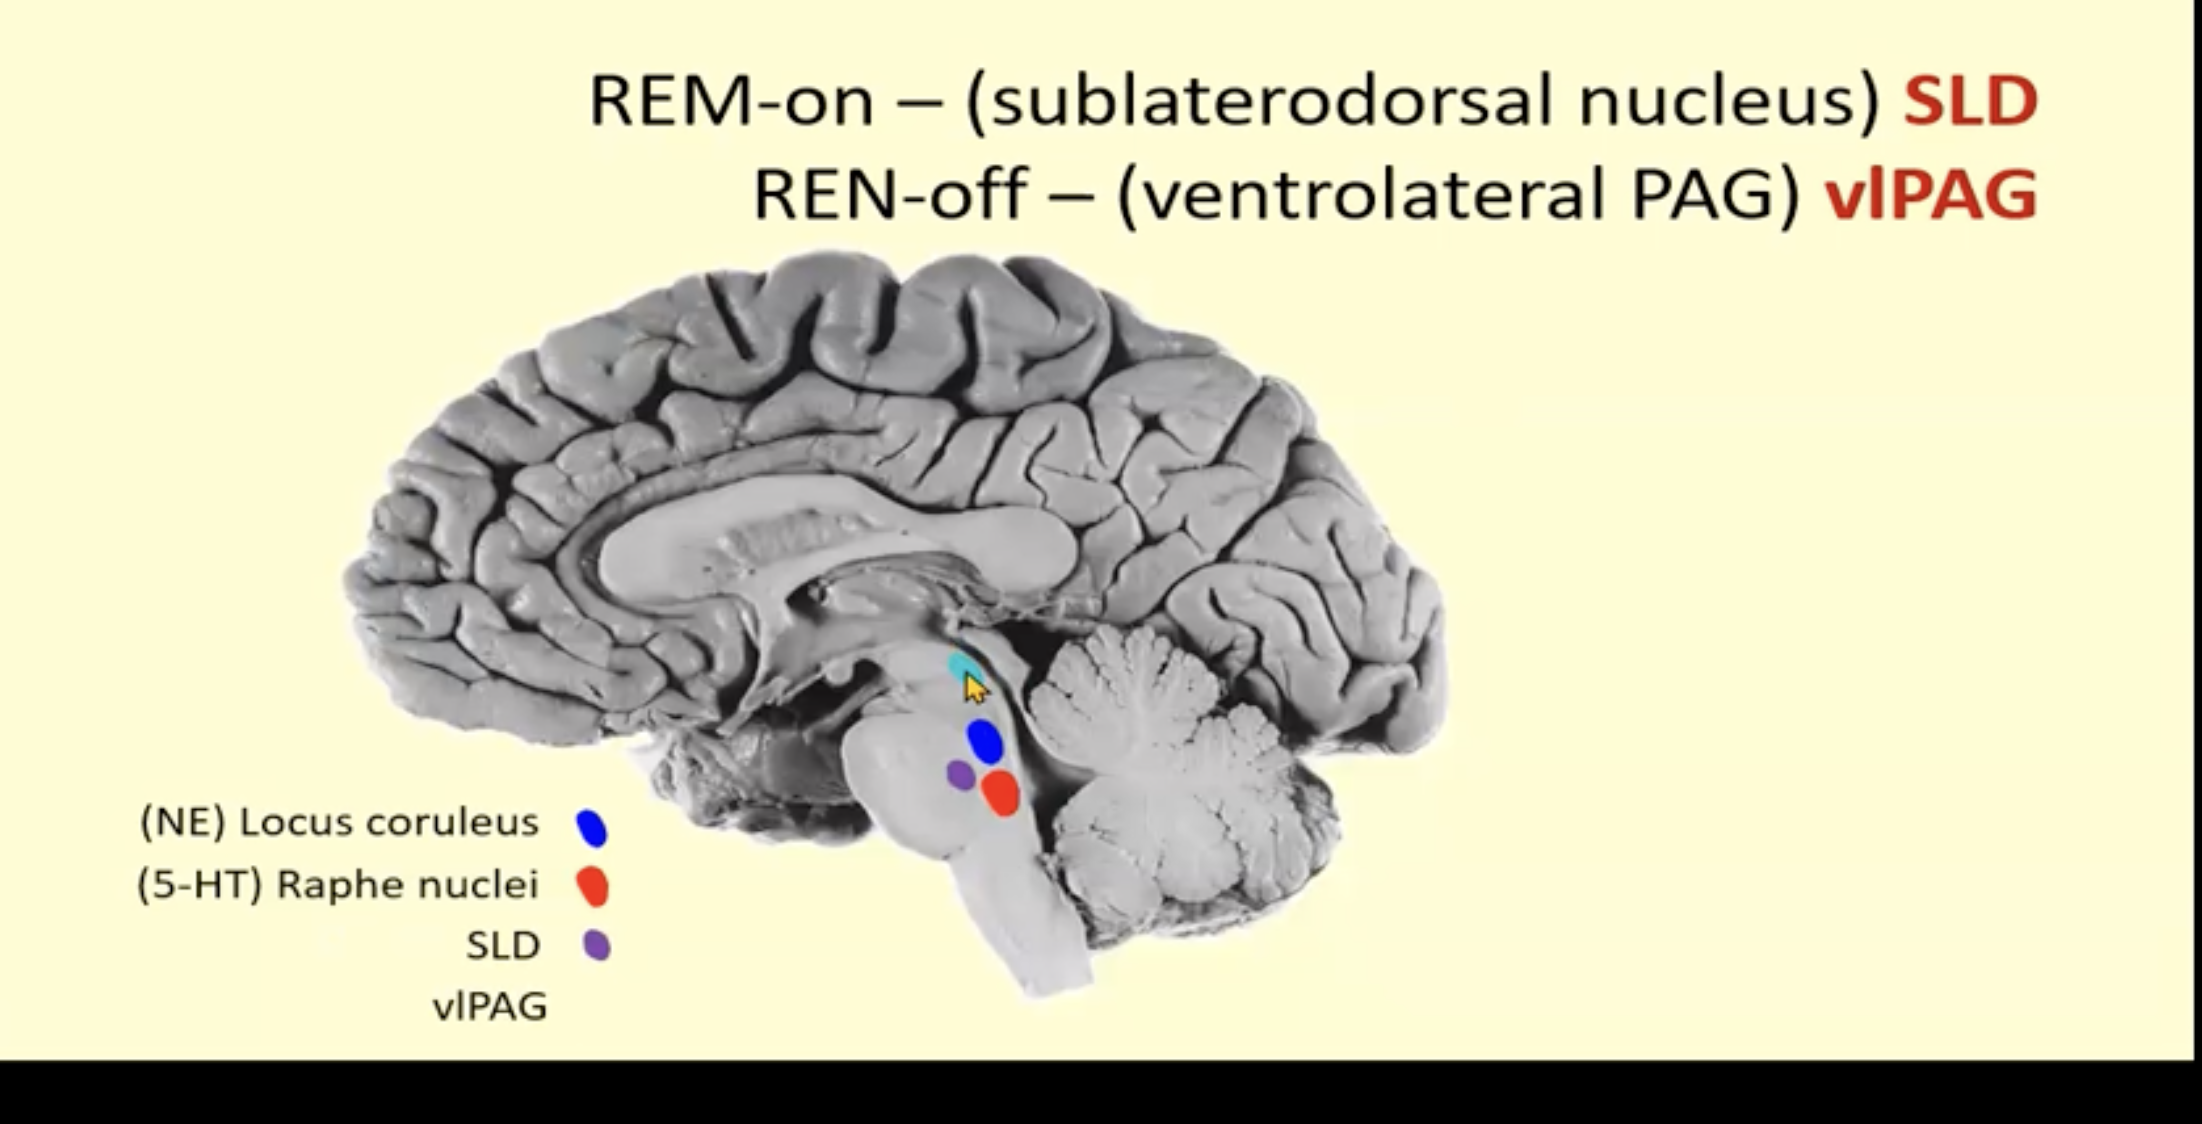 REM-on – (sublaterodorsal nucleus) SLD
REN-off – (ventrolateral PAG) vlPAG
(NE) Locus coruleus
(5-HT) Raphe nuclei
SLD
vlPAG